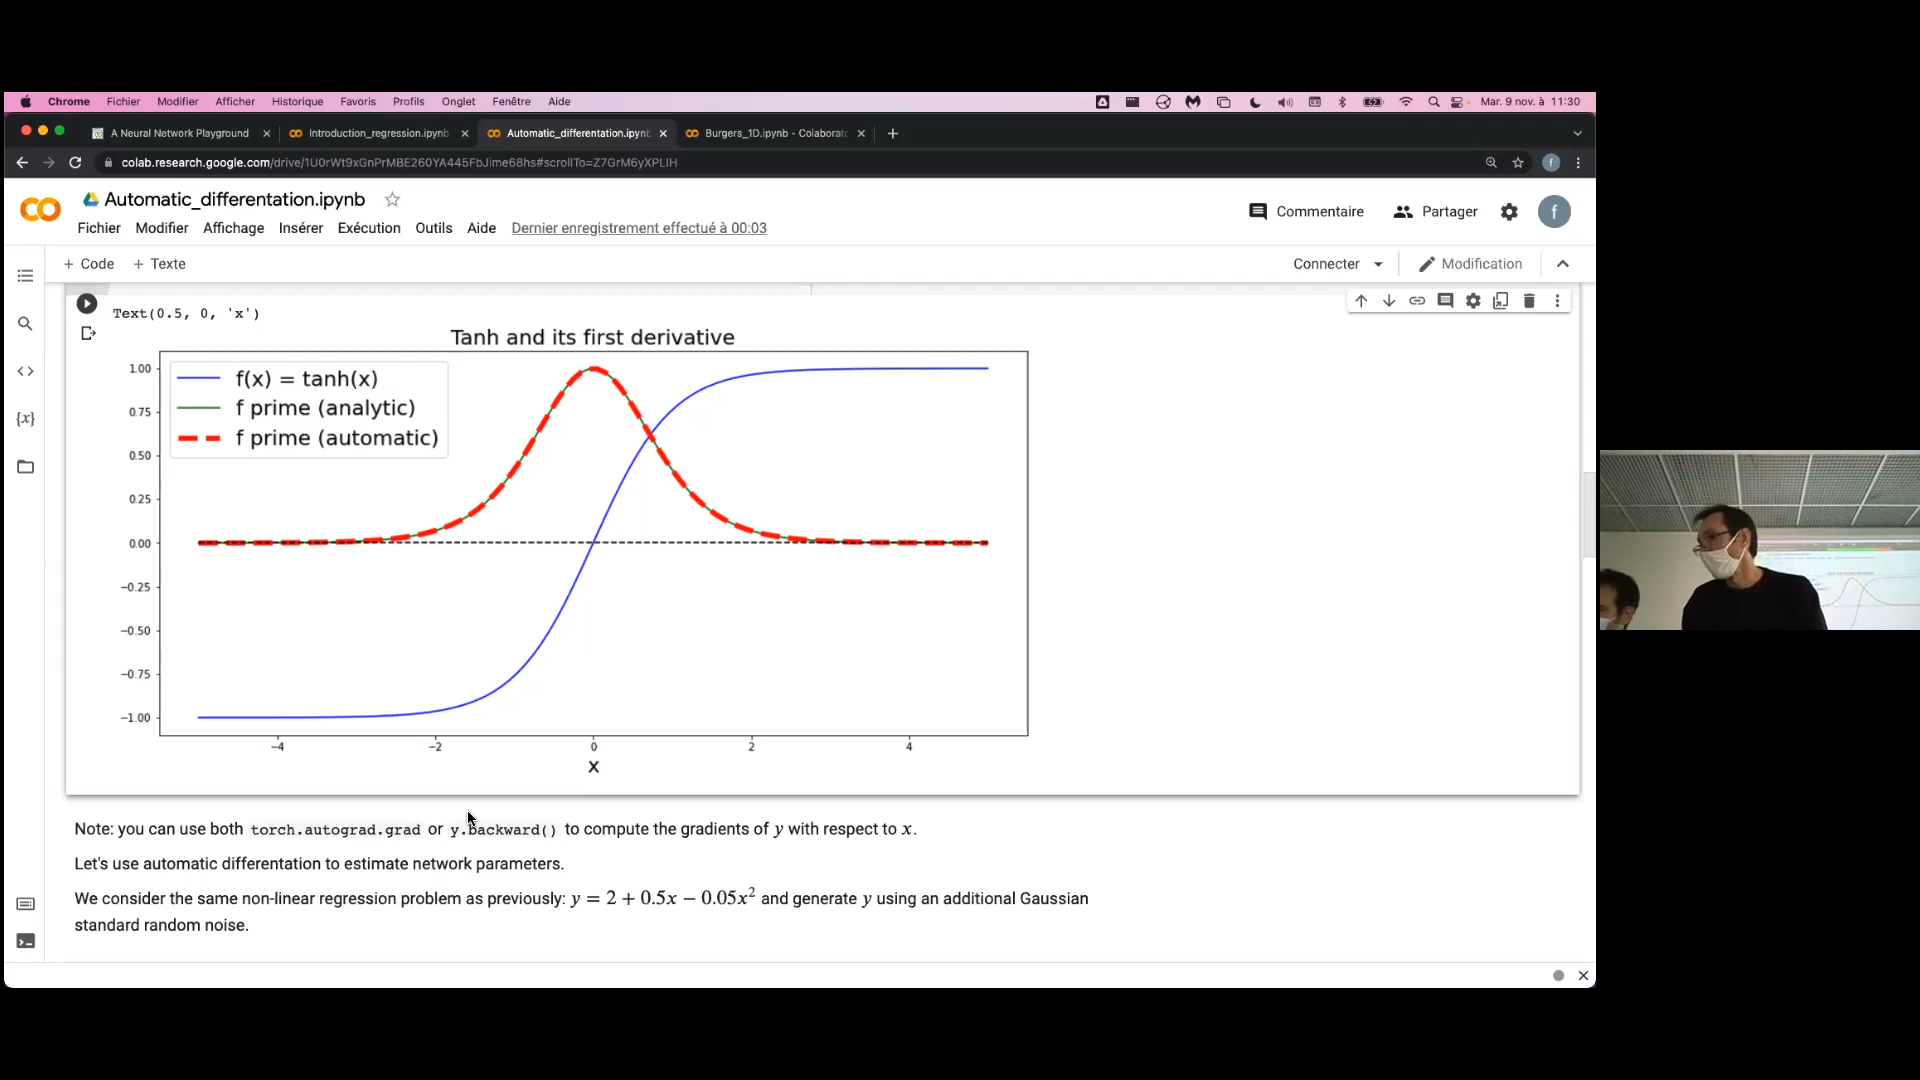 Chrome Fichier Modifier Afficher Historique Favoris Profils Onglet Fenêtre Aide Mar. 9 nov. à 11:30
A Neural Network Playground Introduction_regression.ipynb Automatic_differentation.ipynb Burgers_1D.ipynb - Colaborato
colab.research.google.com/drive/1U0rWt9xGnPrMBE260YA445FbJime68hs#scrollTo=Z7GrM6yXPLIH f
Automatic_differentation.ipynb
Commentaire Partager f
Fichier Modifier Affichage Insérer Exécution Outils Aide Dernier enregistrement effectué à 00:03
+ Code + Texte Connecter Modification
Text(0.5, 0, 'x')
Tanh and its first derivative
f(x) = tanh(x)
f prime (analytic)
f prime (automatic)
1.00
0.75
0.50
0.25
0.00
−0.25
−0.50
−0.75
−1.00
−4 −2 0 2 4
x
Note: you can use both torch.autograd.grad or y.backward() to compute the gradients of y with respect to x.
Let's use automatic differentation to estimate network parameters.
We consider the same non-linear regression problem as previously: y = 2 + 0.5x − 0.05x² and generate y using an additional Gaussian
standard random noise.